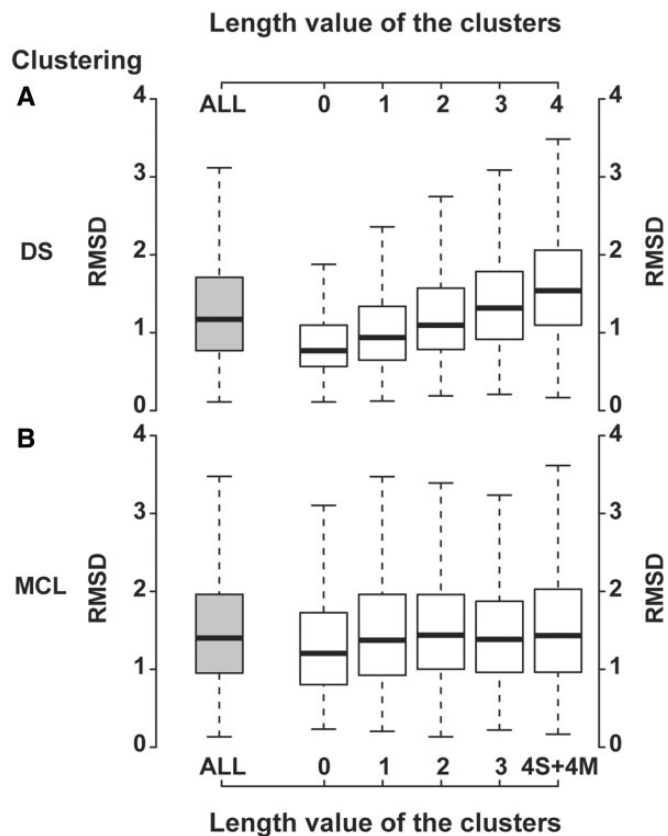 Length value of the clusters
Clustering
A
ALL 0 1 2 3 4
4 4
3 3
DS
RMSD
RMSD
2 2
1 1
0 0
B
4 4
3 3
MCL
RMSD
RMSD
2 2
1 1
0 0
ALL 0 1 2 3 4S+4M
Length value of the clusters